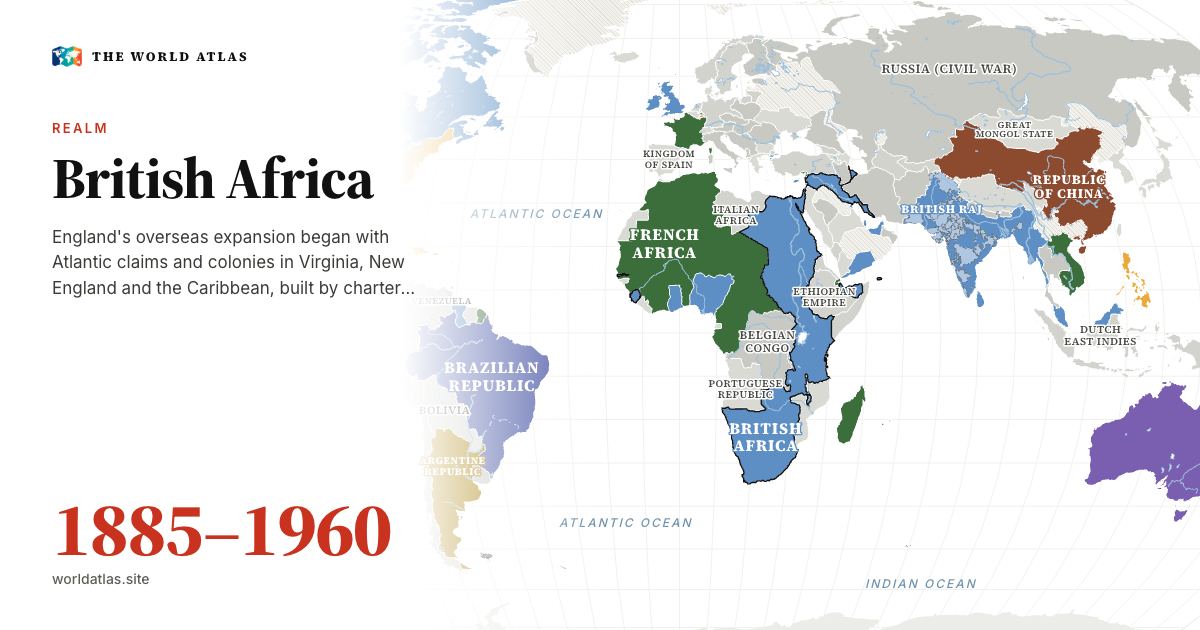 THE WORLD ATLAS
REALM
British Africa
England's overseas expansion began with
Atlantic claims and colonies in Virginia, New
England and the Caribbean, built by charter...
1885–1960
worldatlas.site
RUSSIA (CIVIL WAR)
GREAT
MONGOL STATE
KINGDOM
OF SPAIN
REPUBLIC
OF CHINA
ATLANTIC OCEAN
ITALIAN
AFRICA
BRITISH RAJ
FRENCH
AFRICA
ETHIOPIAN
EMPIRE
VENEZUELA
DUTCH
EAST INDIES
BELGIAN
CONGO
BRAZILIAN
REPUBLIC
PORTUGUESE
REPUBLIC
BOLIVIA
BRITISH
AFRICA
ARGENTINE
REPUBLIC
ATLANTIC OCEAN
INDIAN OCEAN